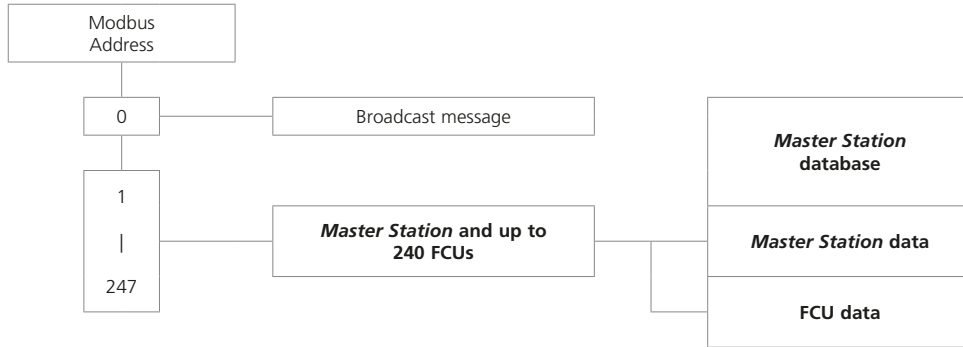 Modbus
Address
0
Broadcast message
Master Station
database
1
|
247
Master Station and up to
240 FCUs
Master Station data
FCU data